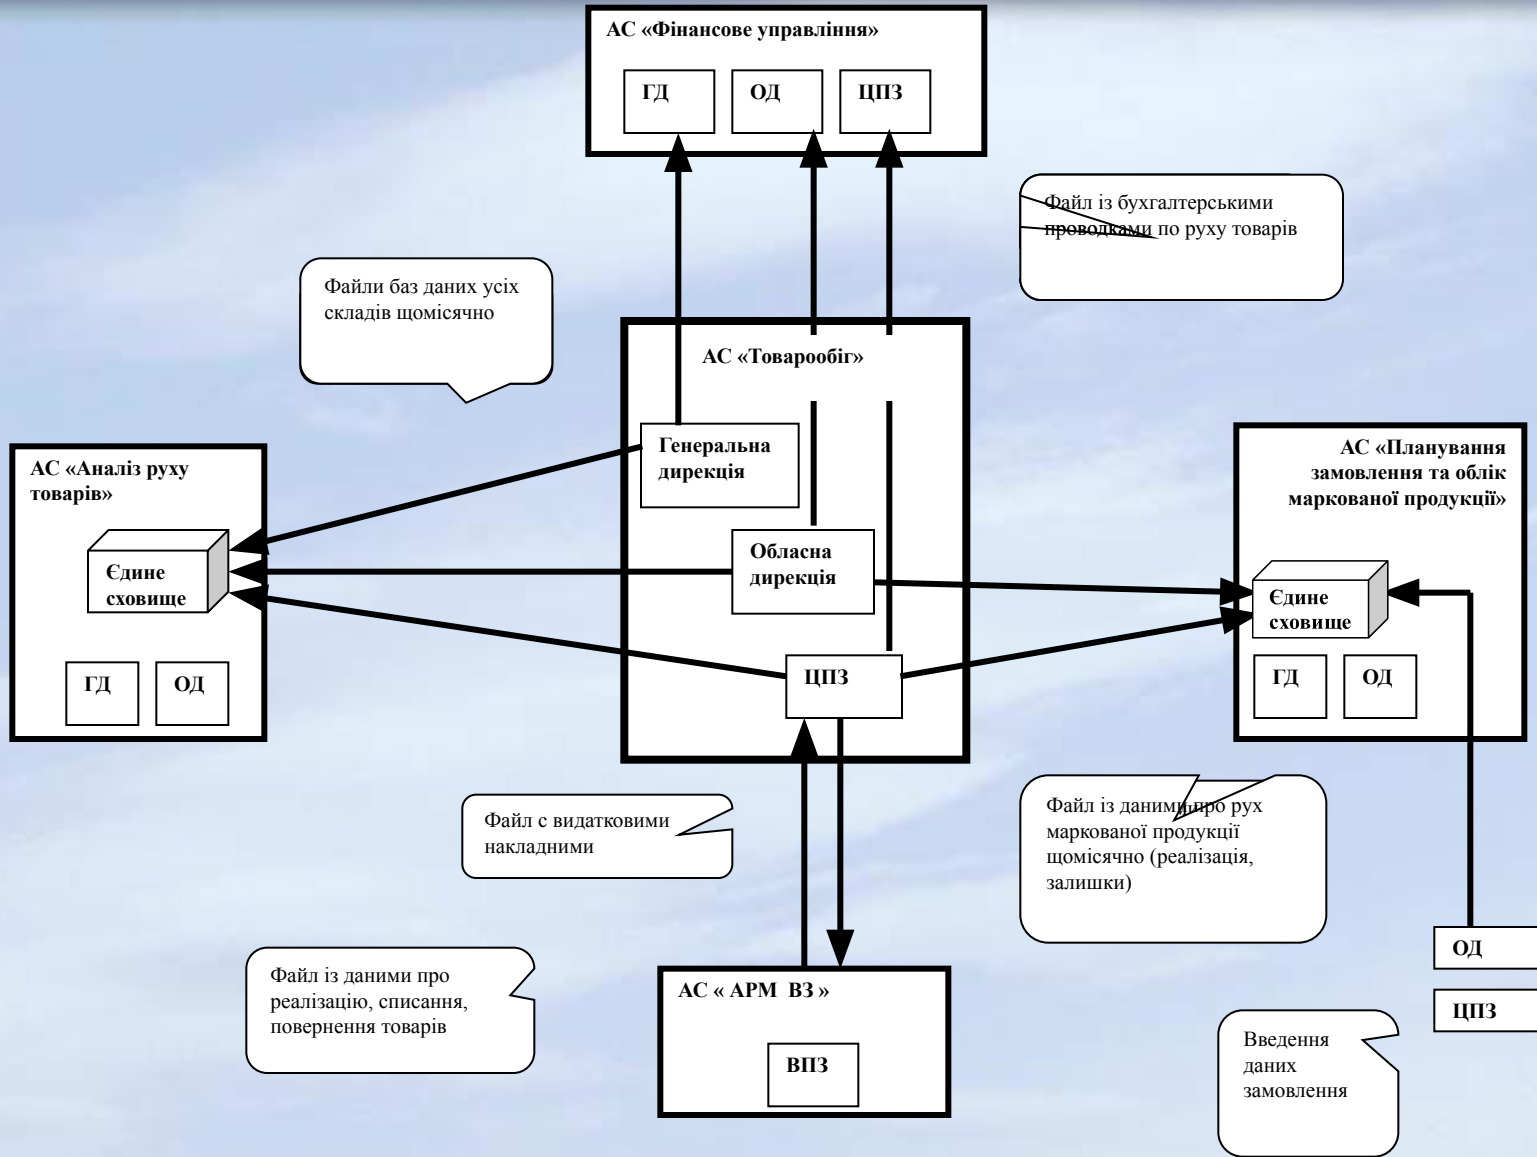 АС «Фінансове управління»
ГД
ОД
ЦПЗ
Файл із бухгалтерськими
проводками по руху товарів
Файли баз даних усіх
складів щомісячно
АС «Товарообіг»
Генеральна
дирекція
Обласна
дирекція
ЦПЗ
АС «Аналіз руху
товарів»
Єдине
сховище
ГД
ОД
АС «Планування
замовлення та облік
маркованої продукції»
Єдине
сховище
ГД
ОД
Файл с видатковими
накладними
Файл із даними про рух
маркованої продукції
щомісячно (реалізація,
залишки)
Файл із даними про
реалізацію, списання,
повернення товарів
АС « АРМ ВЗ »
ВПЗ
ОД
ЦПЗ
Введення
даних
замовлення